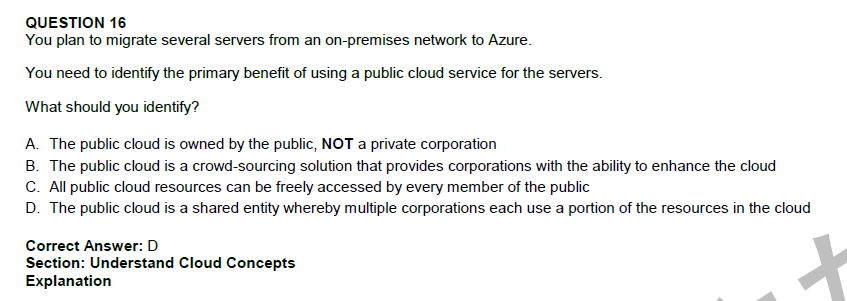 QUESTION 16
You plan to migrate several servers from an on-premises network to Azure.
You need to identify the primary benefit of using a public cloud service for the servers.
What should you identify?
A. The public cloud is owned by the public, NOT a private corporation
B. The public cloud is a crowd-sourcing solution that provides corporations with the ability to enhance the cloud
C. All public cloud resources can be freely accessed by every member of the public
D. The public cloud is a shared entity whereby multiple corporations each use a portion of the resources in the cloud
Correct Answer: D
Section: Understand Cloud Concepts
Explanation